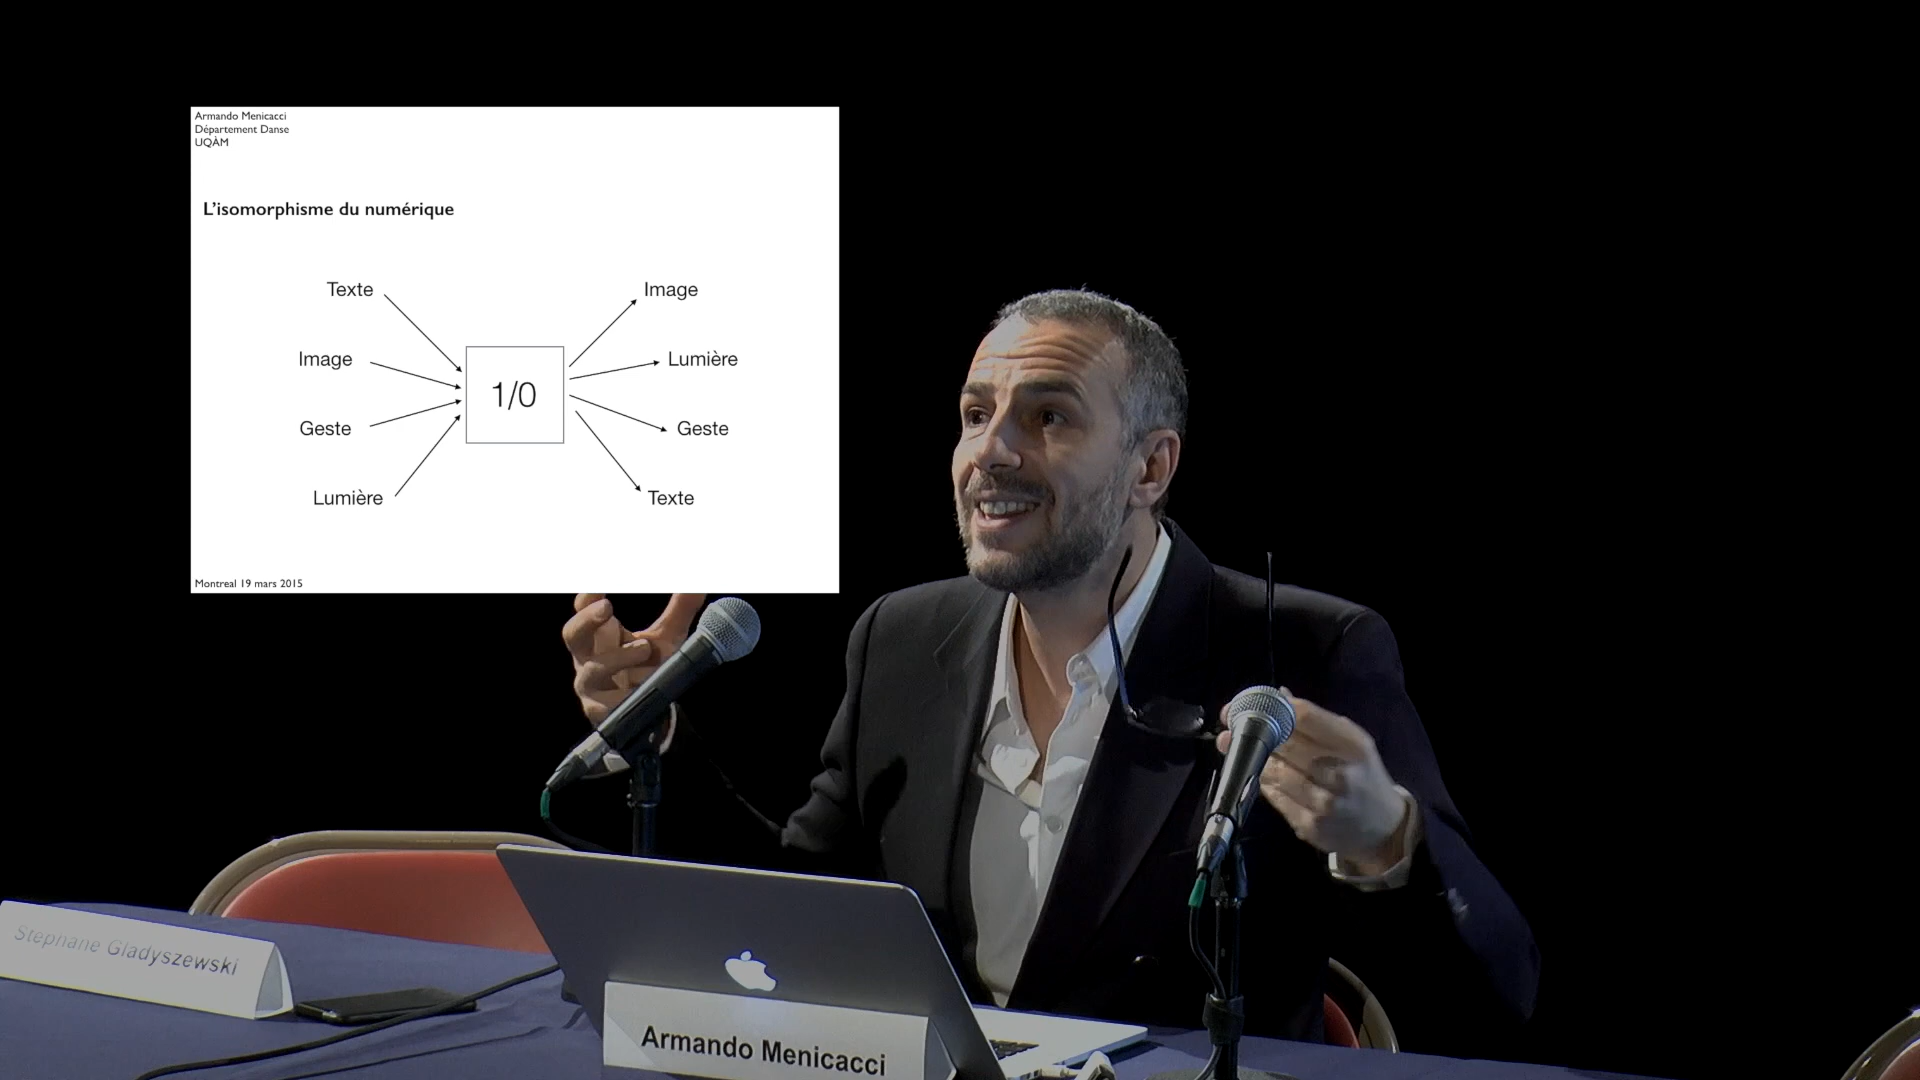 Armando Menicacci
Département Danse
UQÀM
L'isomorphisme du numérique
Texte
Image
Image
Lumière
1/0
Geste
Geste
Lumière
Texte
Montreal 19 mars 2015
Stephane Gladyszewski
Armando Menicacci